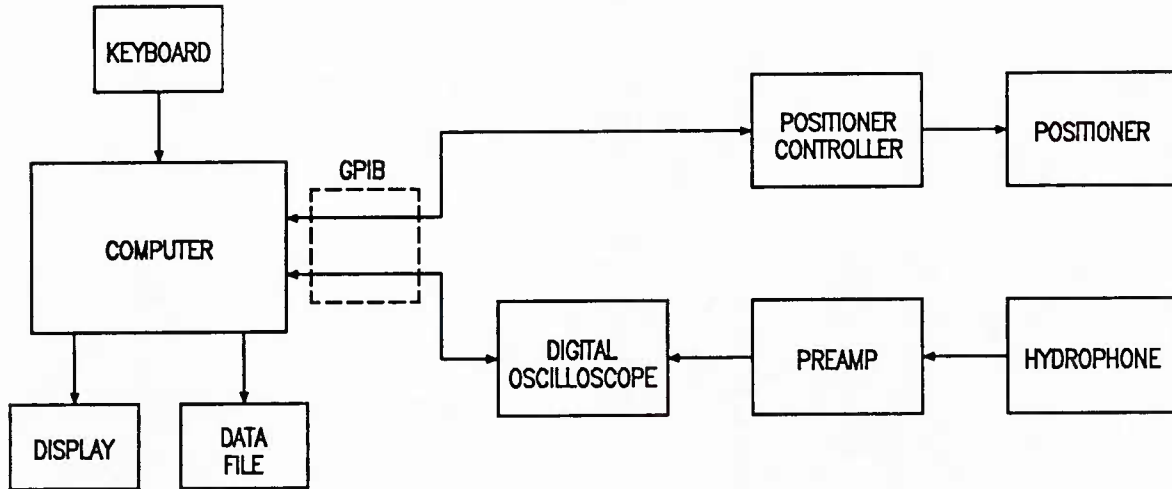 KEYBOARD
GPIB
COMPUTER
POSITIONER
CONTROLLER
POSITIONER
DIGITAL
OSCILLOSCOPE
PREAMP
HYDROPHONE
DISPLAY
DATA
FILE